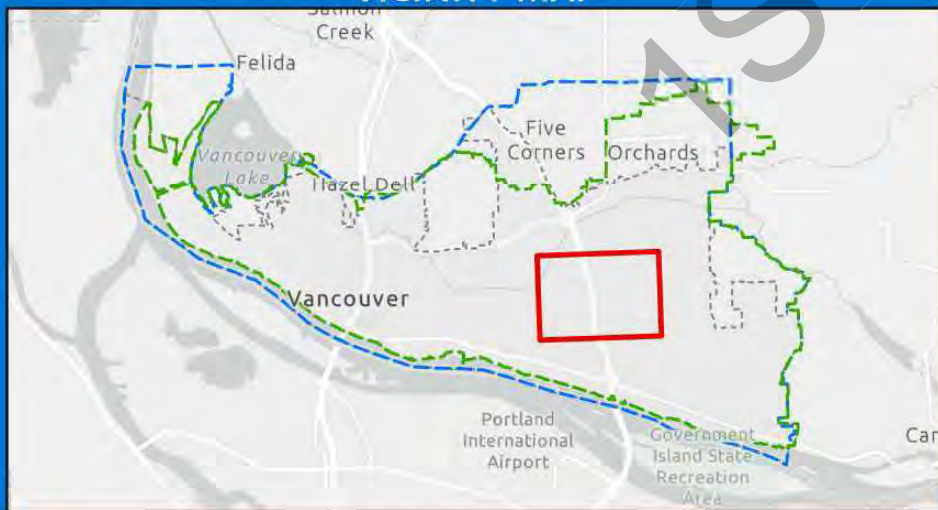 Salmon
Creek
Felida
Five
Corners
Orchards
Vancouver
Lake
Hazel Dell
Vancouver
Portland
International
Airport
Government
Island State
Recreation
Area